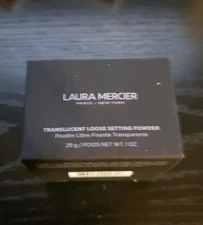 LAURA MERCIER
PARIS / NEW YORK
TRANSLUCENT LOOSE SETTING POWDER
Poudre Libre Fixante Transparente
29 g / POIDS NET WT. 1 OZ.